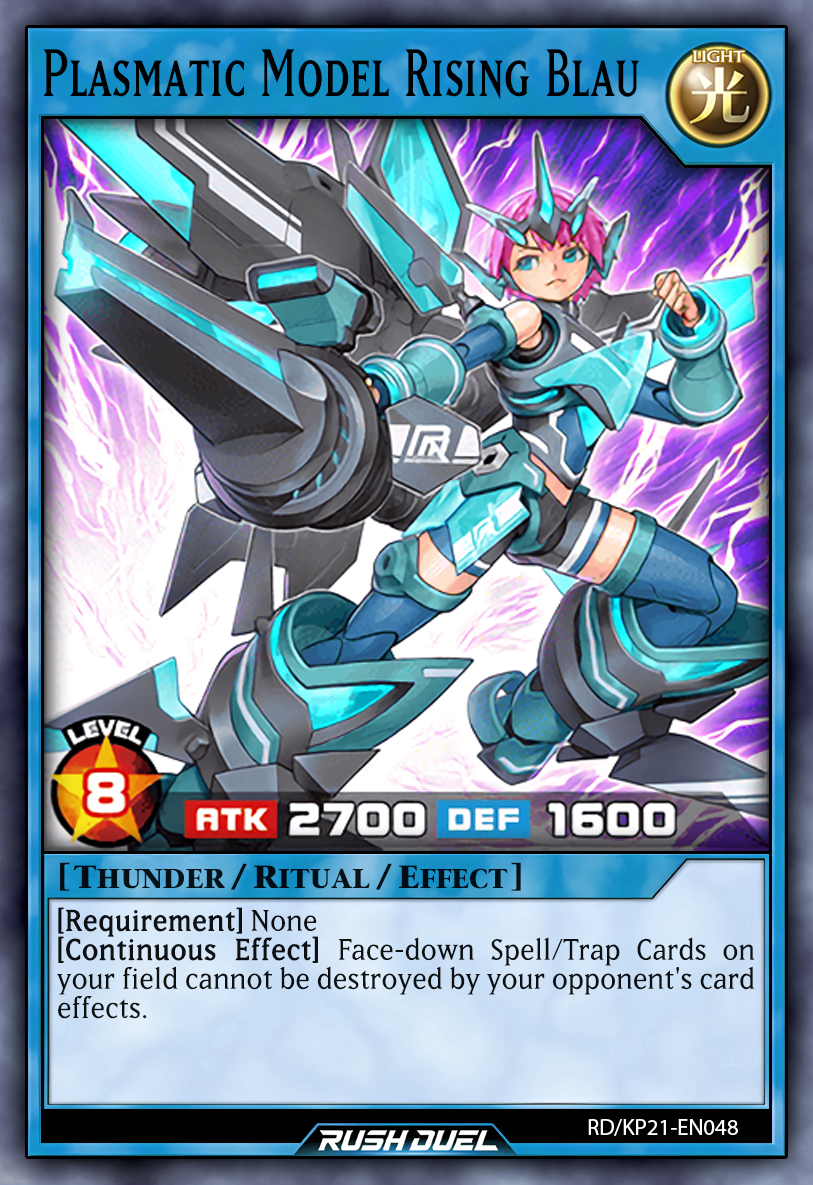 Plasmatic Model Rising Blau
LIGHT
光
LEVEL
8
ATK 2700 DEF 1600
[Thunder / Ritual / Effect]
[Requirement] None
[Continuous Effect] Face-down Spell/Trap Cards on
your field cannot be destroyed by your opponent's card
effects.
RD/KP21-EN048
RUSH DUEL